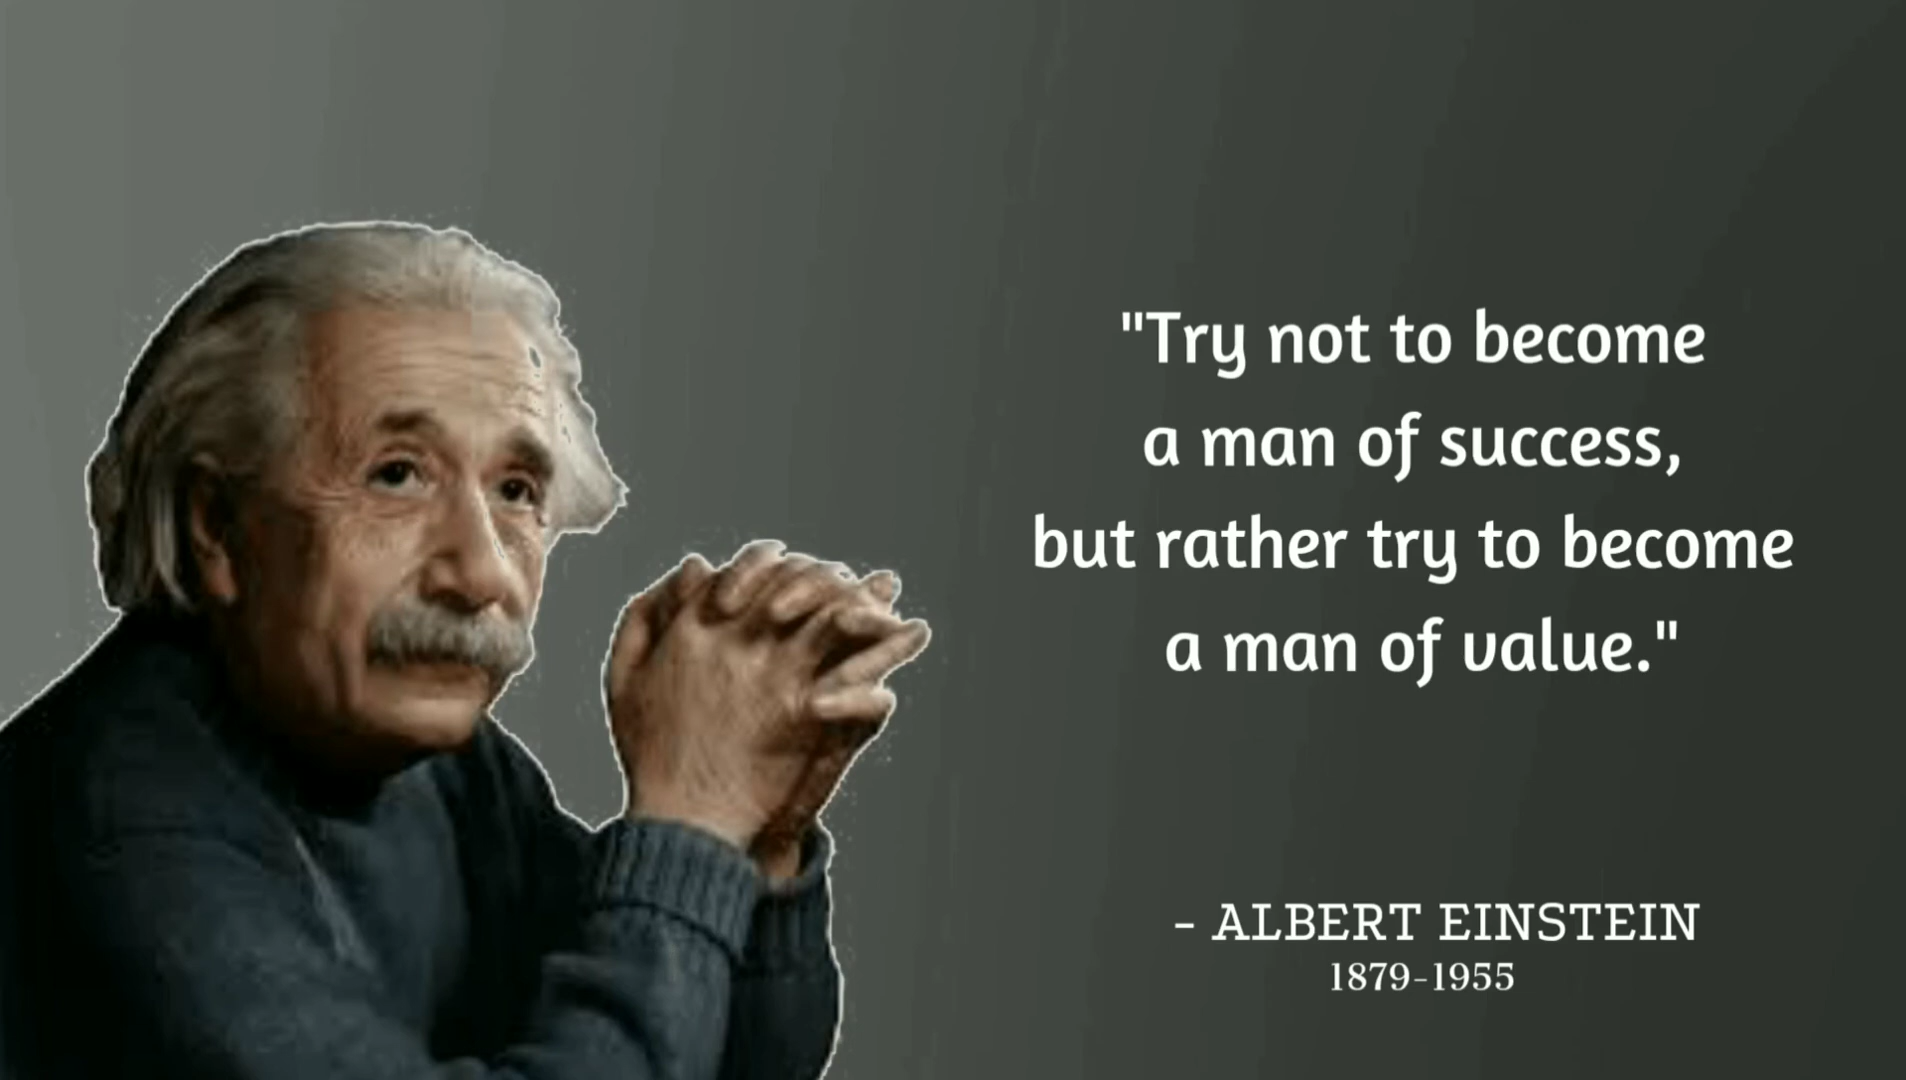 "Try not to become
a man of success,
but rather try to become
a man of value."
- ALBERT EINSTEIN
1879-1955